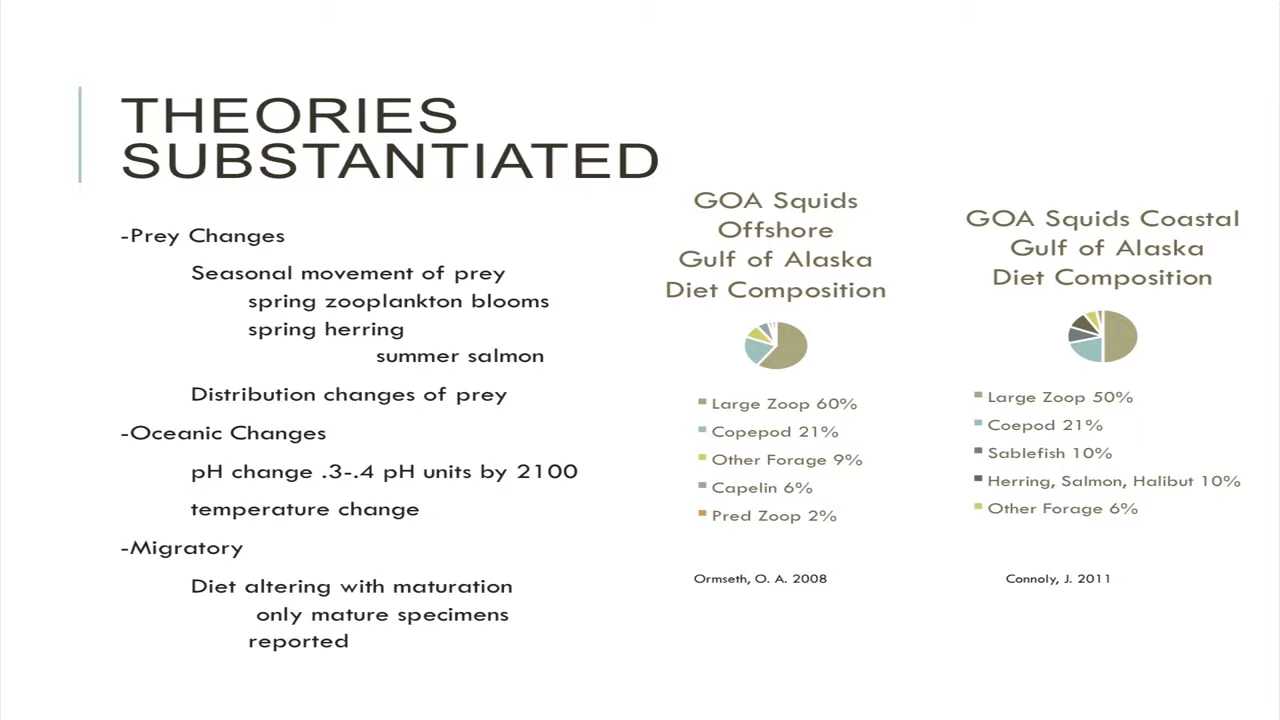 THEORIES
SUBSTANTIATED
-Prey Changes
Seasonal movement of prey
spring zooplankton blooms
spring herring
summer salmon
Distribution changes of prey
-Oceanic Changes
pH change .3-.4 pH units by 2100
temperature change
-Migratory
Diet altering with maturation
only mature specimens
reported
GOA Squids
Offshore
Gulf of Alaska
Diet Composition
Large Zoop 60%
Copepod 21%
Other Forage 9%
Capelin 6%
Pred Zoop 2%
Ormseth, O. A. 2008
GOA Squids Coastal
Gulf of Alaska
Diet Composition
Large Zoop 50%
Coepod 21%
Sablefish 10%
Herring, Salmon, Halibut 10%
Other Forage 6%
Connoly, J. 2011